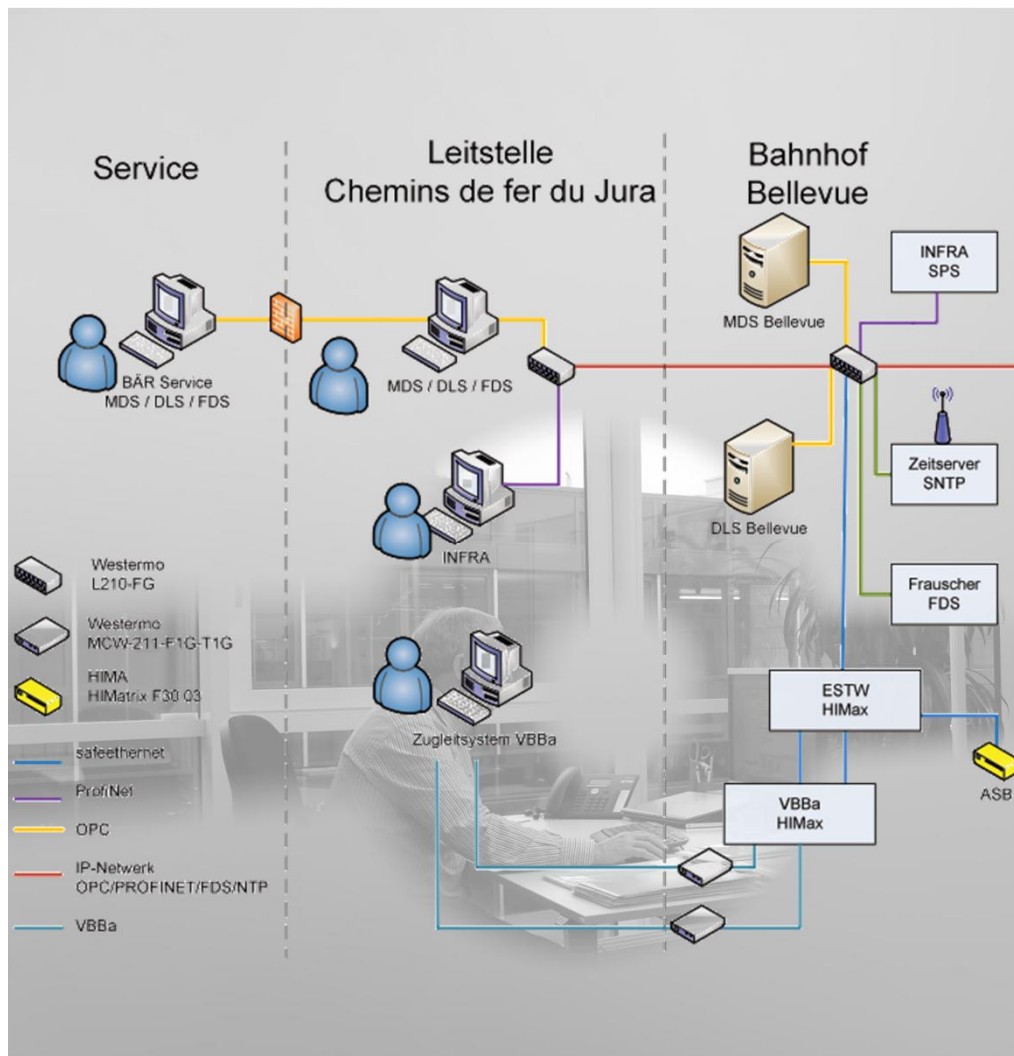 Service
Leitstelle
Chemins de fer du Jura
Bahnhof
Bellevue
BÄR Service
MDS / DLS / FDS
MDS / DLS / FDS
INFRA
Zugleitsystem VBBa
MDS Bellevue
INFRA
SPS
DLS Bellevue
Zeitserver
SNTP
Frauscher
FDS
ESTW
HIMax
VBBa
HIMax
ASB
Westermo
L210-FG
Westermo
MCW-211-F1G-T1G
HIMA
HIMatrix F30 03
safeethernet
ProfiNet
OPC
IP-Netwerk
OPC/PROFINET/FDS/NTP
VBBa